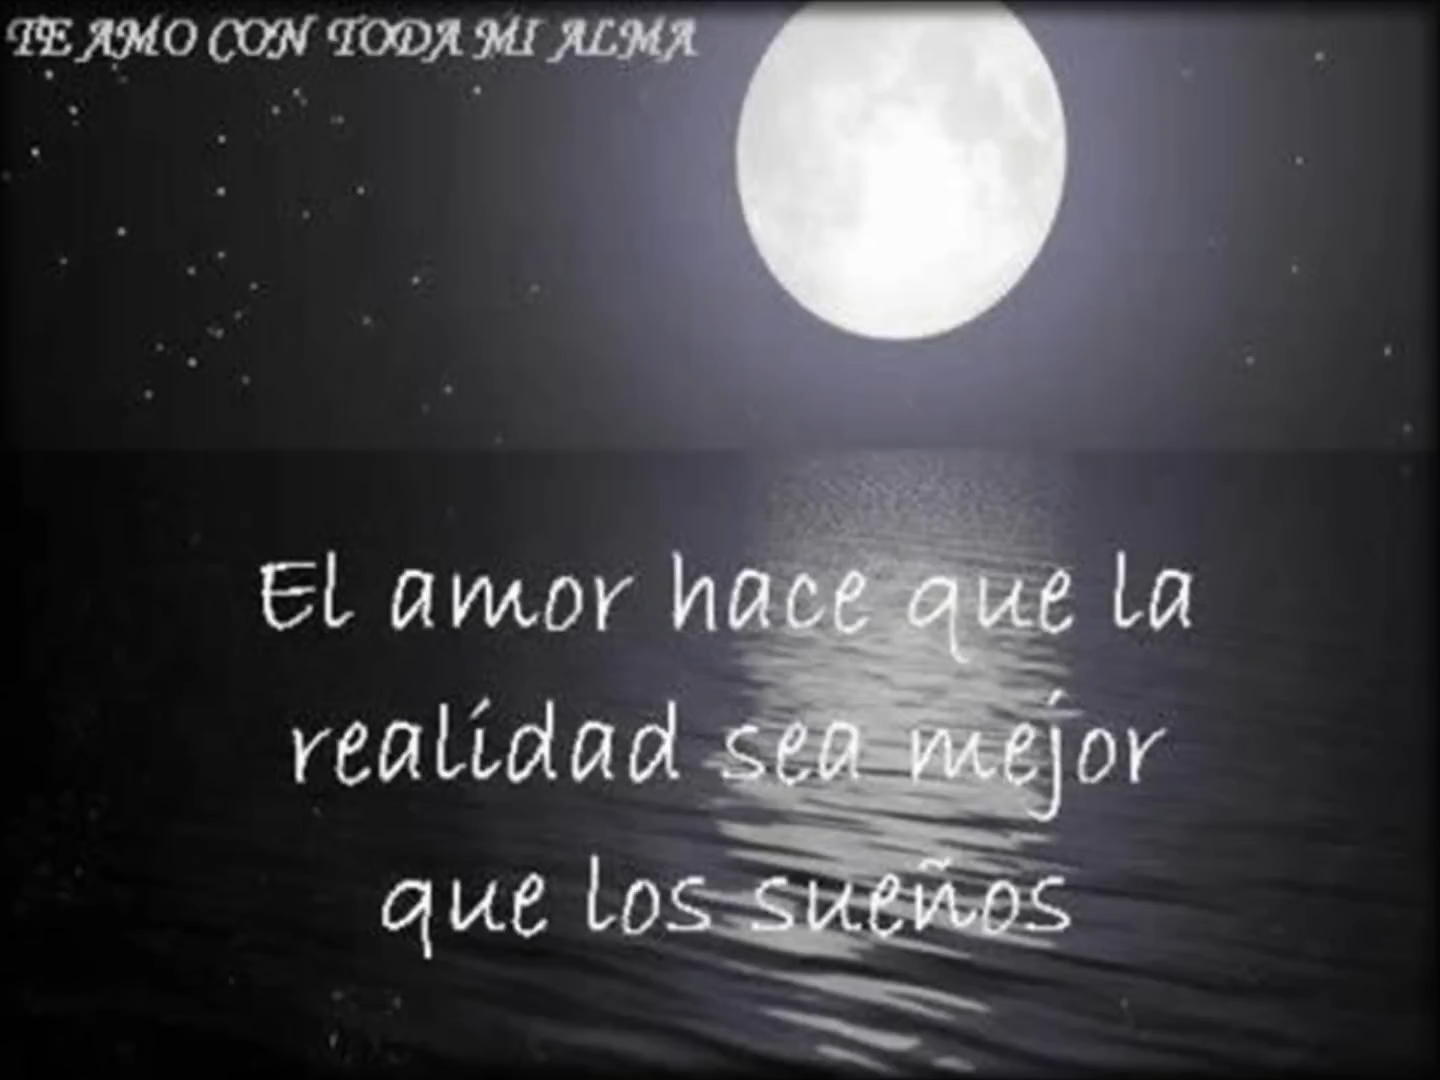 TE AMO CON TODA MI ALMA
El amor hace que la
realidad sea mejor
que los sueños